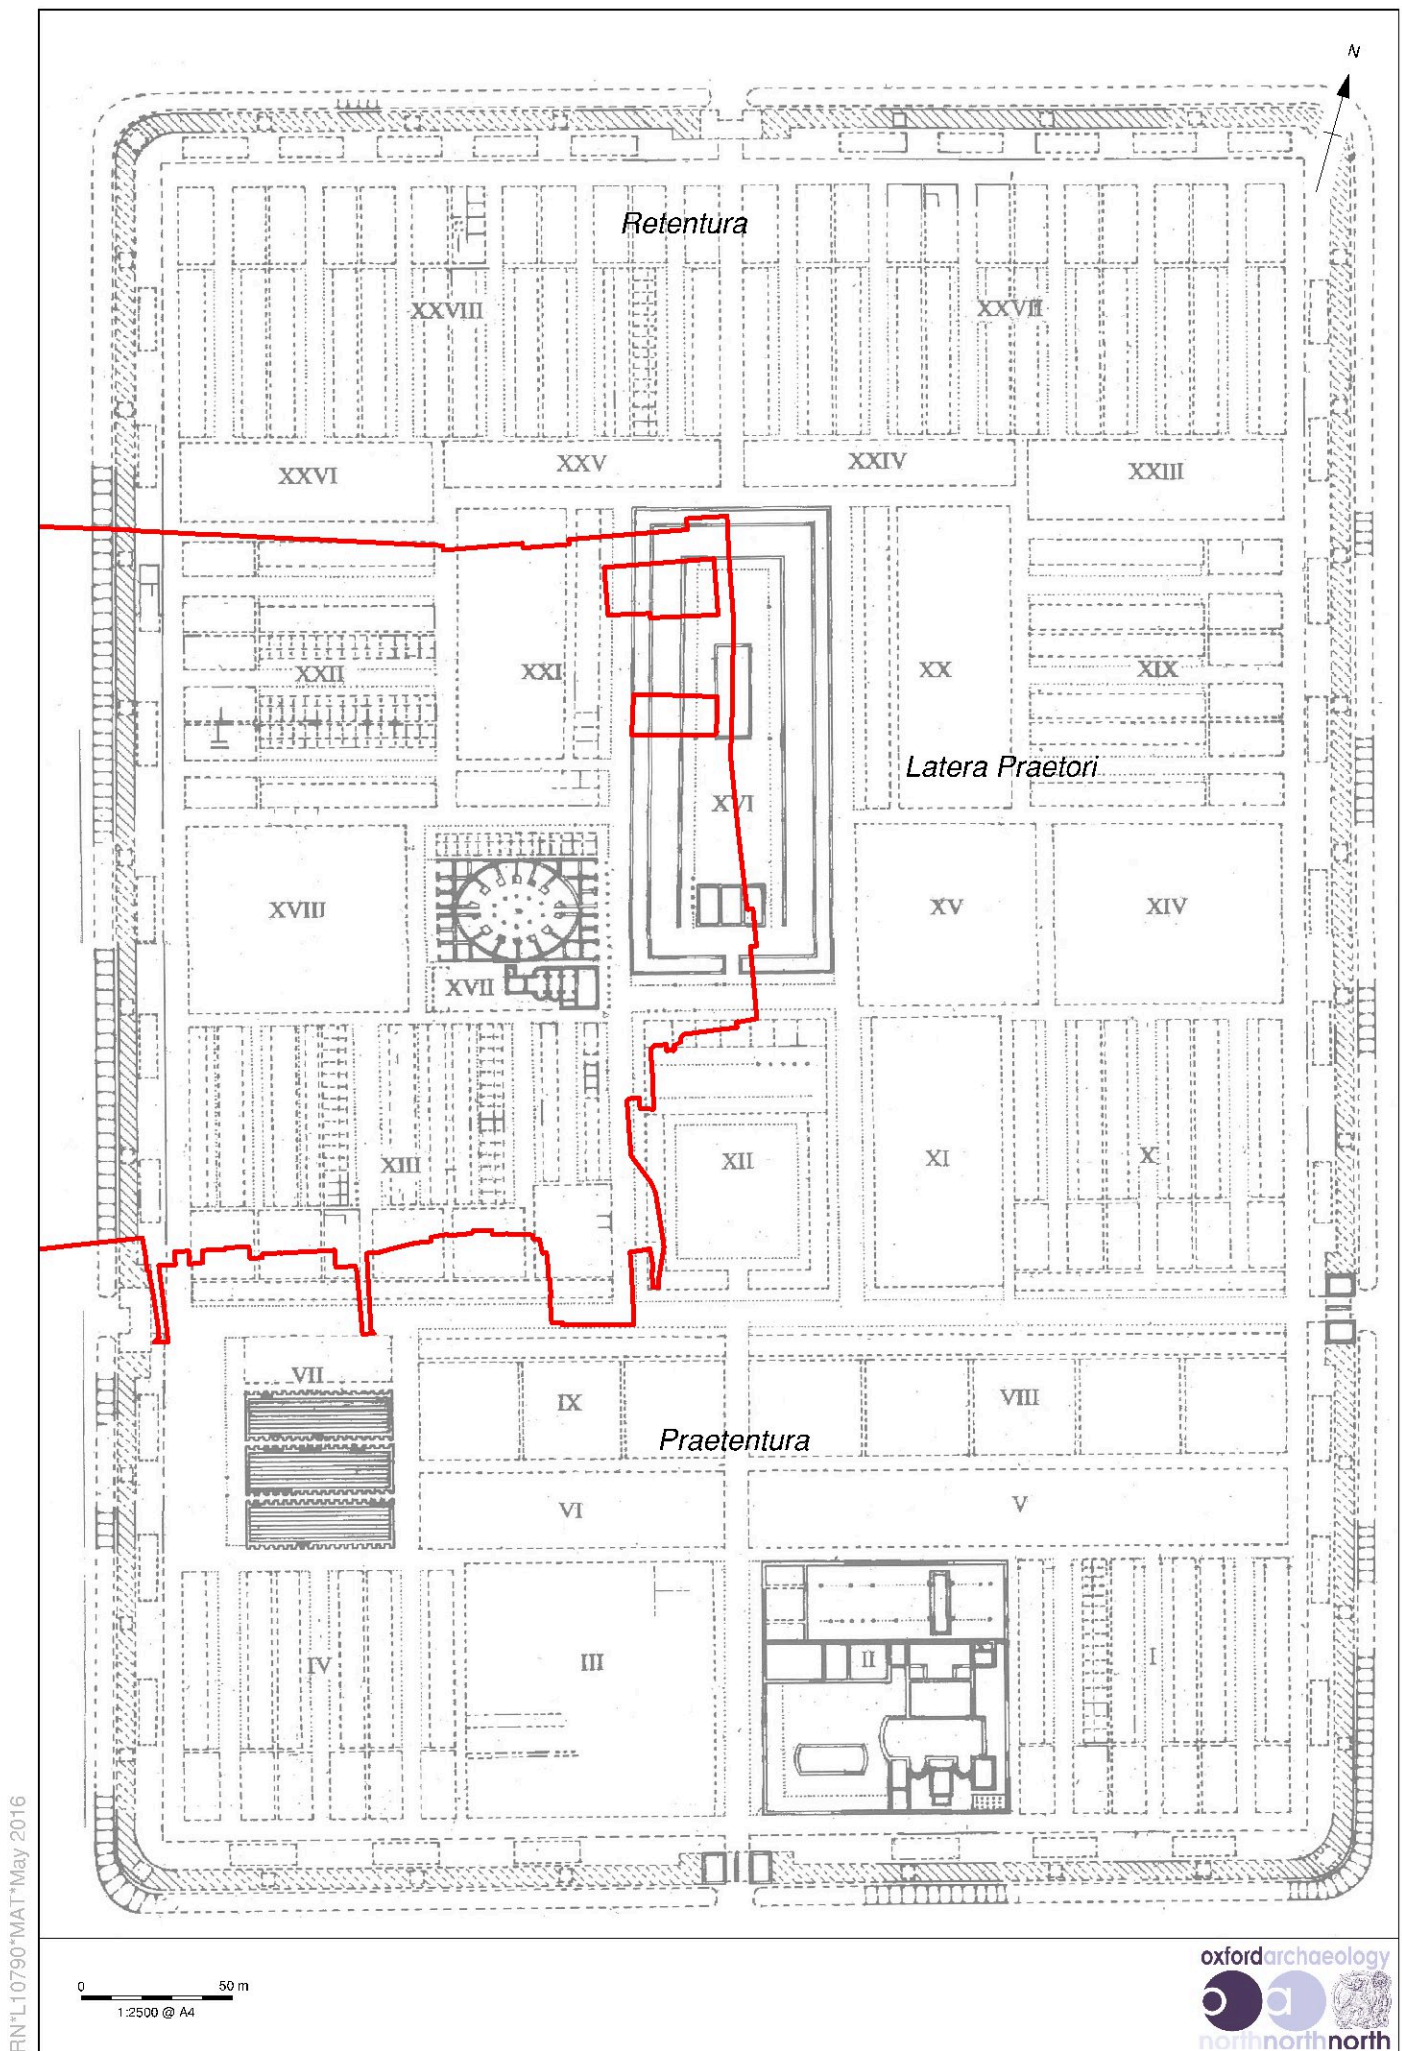 N
Retentura
XXVIII
XXVII
XXVI
XXV
XXIV
XXIII
XXII
XXI
XX
XIX
Latera Praetori
XVI
XVIII
XV
XIV
XVII
XIII
XII
XI
X
VII
IX
VIII
Praetentura
VI
V
IV
III
II
I
RN*L10790*MAT*May 2016
0 50 m
1:2500 @ A4
oxfordarchaeology
northnorthnorth